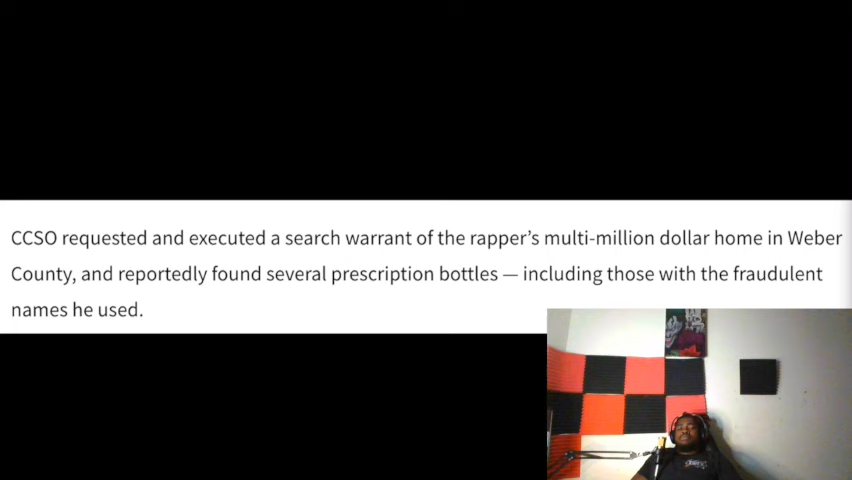 CCSO requested and executed a search warrant of the rapper's multi-million dollar home in Weber
County, and reportedly found several prescription bottles — including those with the fraudulent
names he used.